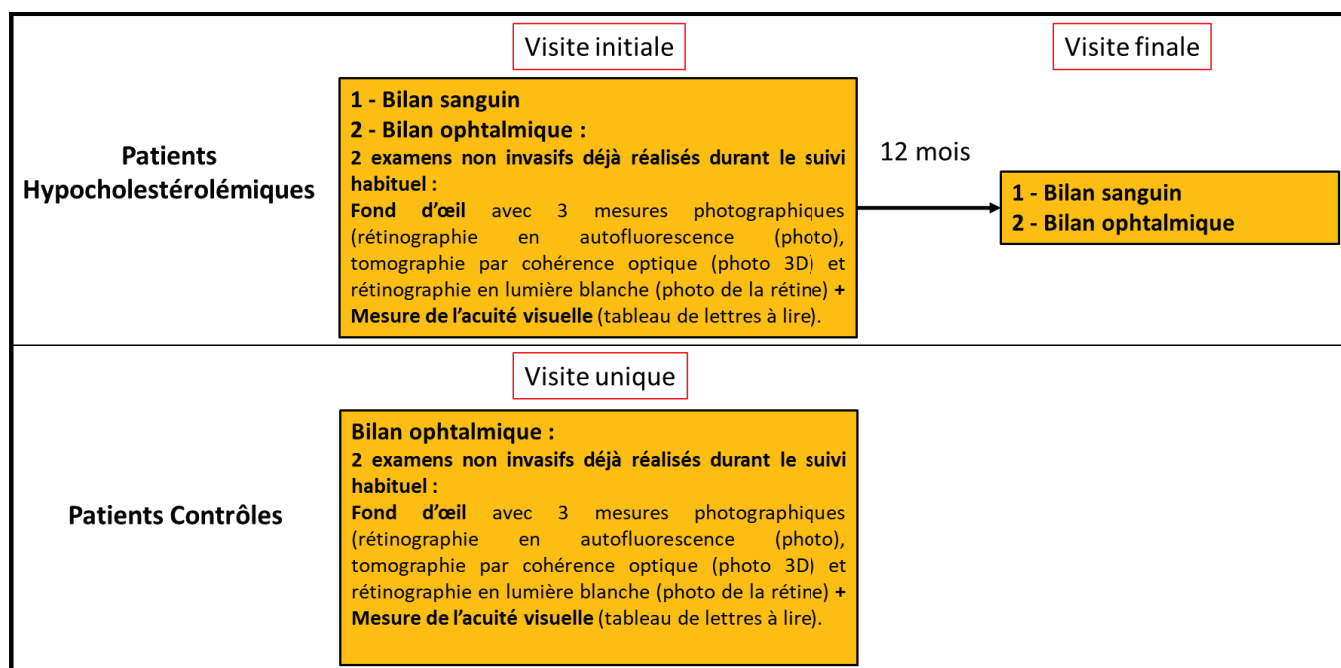 Visite initiale
Visite finale
Patients
Hypocholestérolémiques
1 - Bilan sanguin
2 - Bilan ophtalmique :
2 examens non invasifs déjà réalisés durant le suivi
habituel :
Fond d’œil avec 3 mesures photographiques
(rétinographie en autofluorescence (photo),
tomographie par cohérence optique (photo 3D) et
rétinographie en lumière blanche (photo de la rétine) +
Mesure de l’acuité visuelle (tableau de lettres à lire).
12 mois
1 - Bilan sanguin
2 - Bilan ophtalmique
Visite unique
Patients Contrôles
Bilan ophtalmique :
2 examens non invasifs déjà réalisés durant le suivi
habituel :
Fond d’œil avec 3 mesures photographiques
(rétinographie en autofluorescence (photo),
tomographie par cohérence optique (photo 3D) et
rétinographie en lumière blanche (photo de la rétine) +
Mesure de l’acuité visuelle (tableau de lettres à lire).